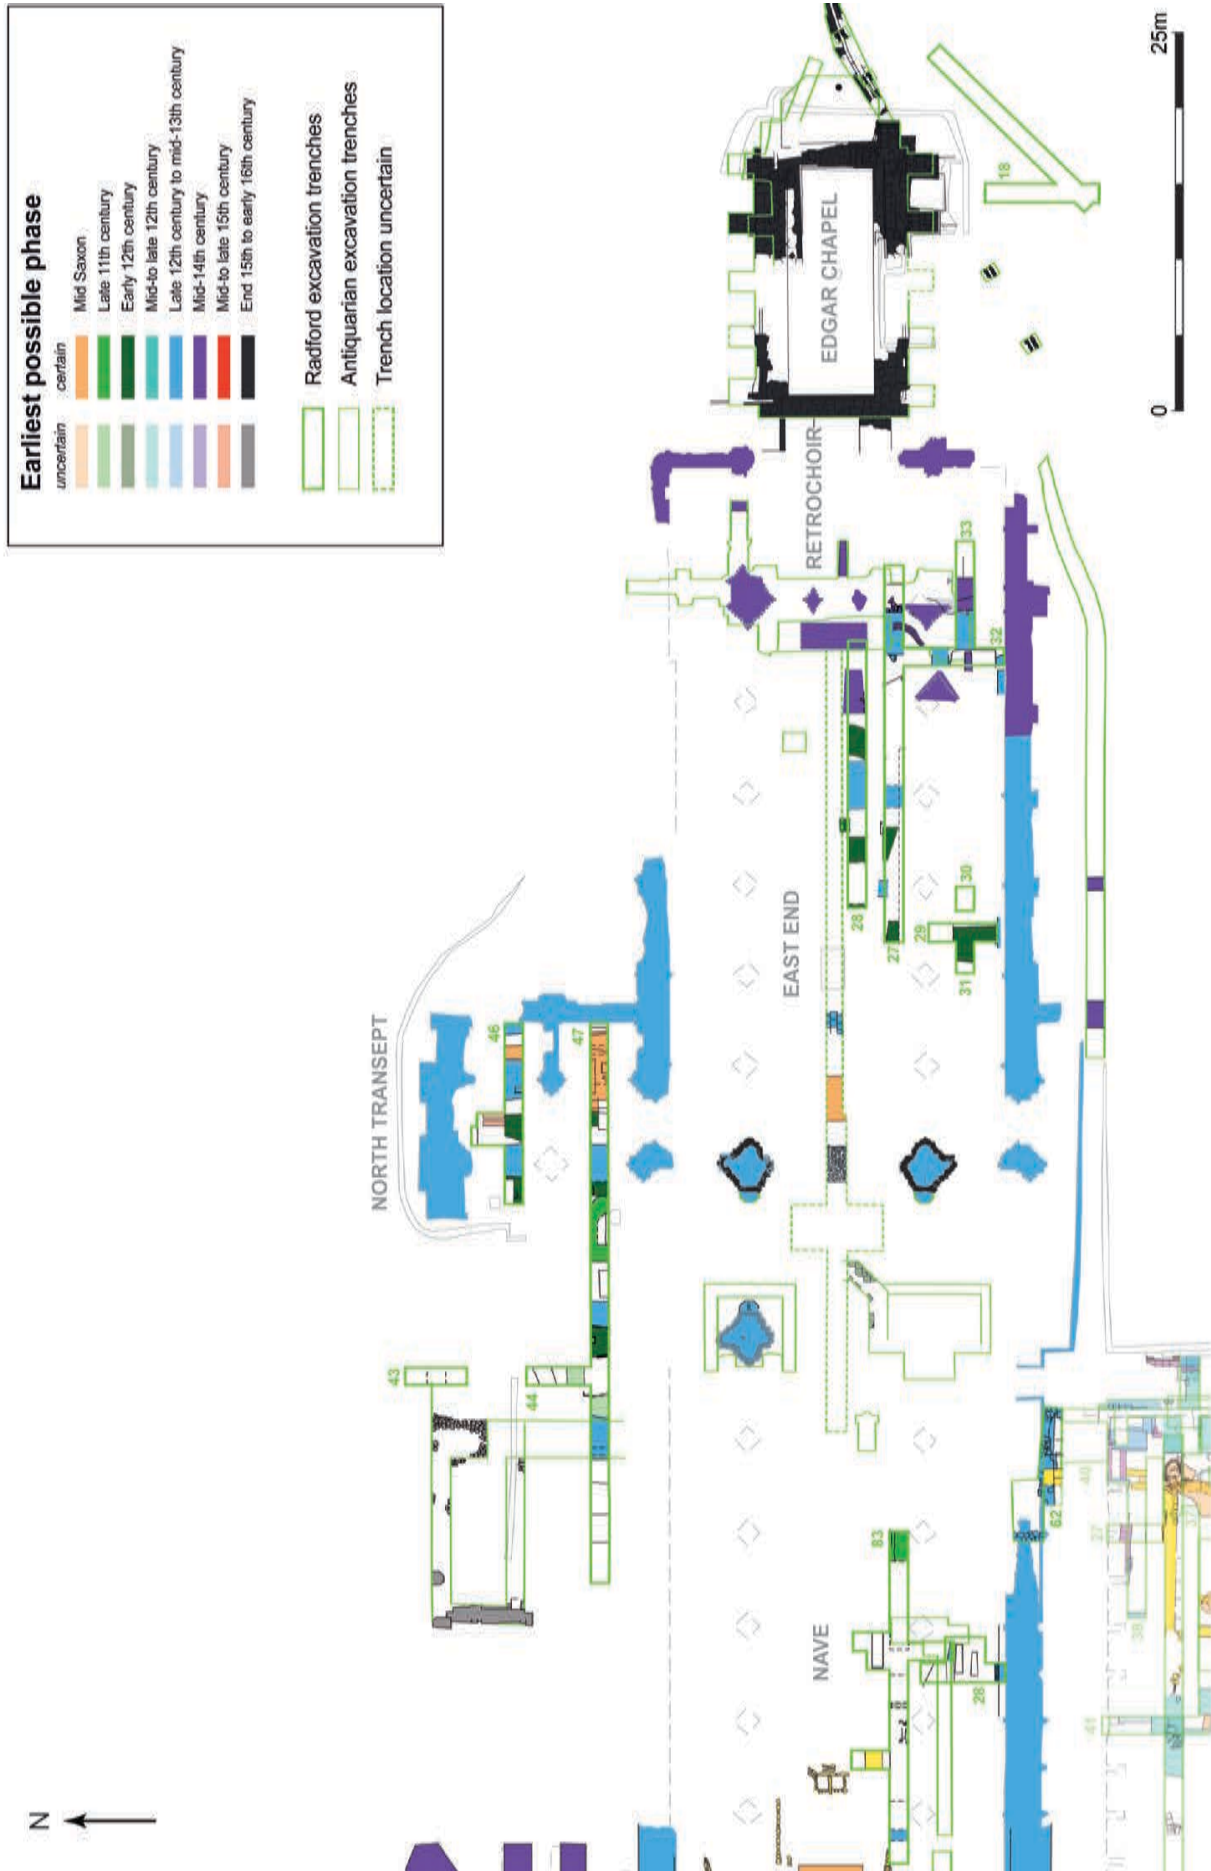 Earliest possible phase
uncertain certain
Mid Saxon
Late 11th century
Early 12th century
Mid-to late 12th century
Late 12th century to mid-13th century
Mid-14th century
Mid-to late 15th century
End 15th to early 16th century
Radford excavation trenches
Antiquarian excavation trenches
Trench location uncertain
0 25m
N
NORTH TRANSEPT
EDGAR CHAPEL
RETROCHOIR
EAST END
NAVE
18
33
32
30
29
31
28
27
46
47
43
44
83
62
28
40
27
37
38
41